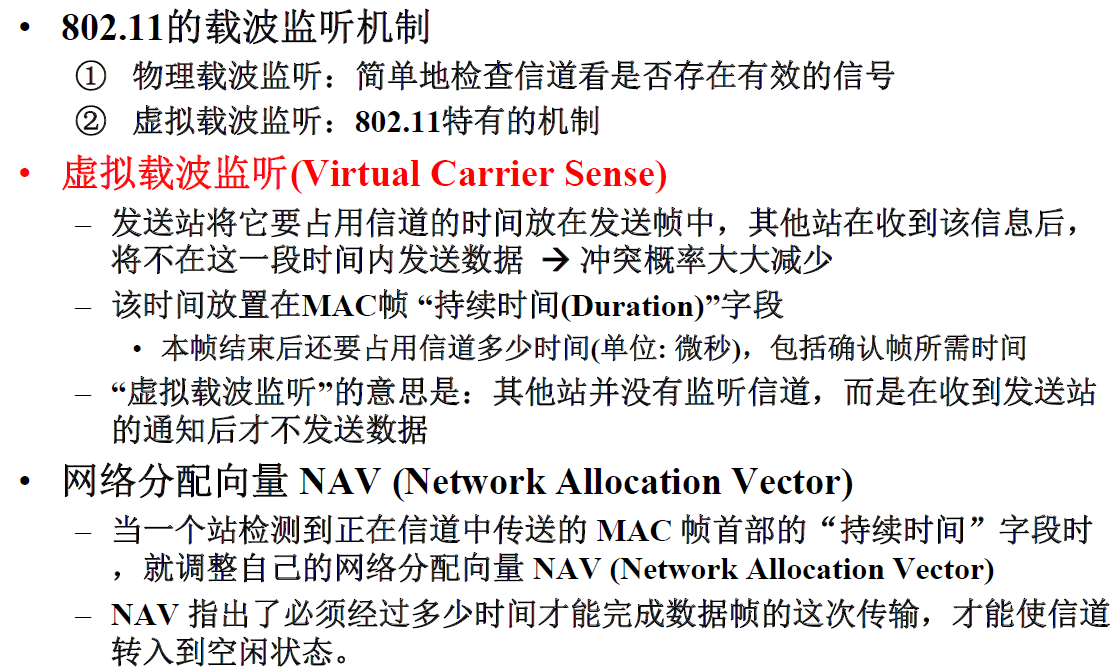 • 802.11的载波监听机制
① 物理载波监听：简单地检查信道看是否存在有效的信号
② 虚拟载波监听：802.11特有的机制
• 虚拟载波监听(Virtual Carrier Sense)
– 发送站将它要占用信道的时间放在发送帧中，其他站在收到该信息后，
将不在这一段时间内发送数据 → 冲突概率大大减少
– 该时间放置在MAC帧 “持续时间(Duration)”字段
• 本帧结束后还要占用信道多少时间(单位: 微秒)，包括确认帧所需时间
– “虚拟载波监听”的意思是：其他站并没有监听信道，而是在收到发送站
的通知后才不发送数据
• 网络分配向量 NAV (Network Allocation Vector)
– 当一个站检测到正在信道中传送的 MAC 帧首部的“持续时间”字段时
，就调整自己的网络分配向量 NAV (Network Allocation Vector)
– NAV 指出了必须经过多少时间才能完成数据帧的这次传输，才能使信道
转入到空闲状态。